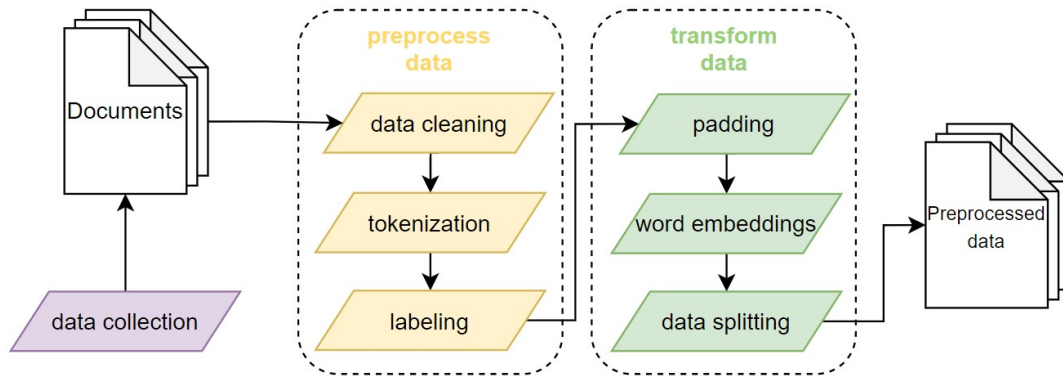 Documents
data collection
preprocess
data
data cleaning
tokenization
labeling
transform
data
padding
word embeddings
data splitting
Preprocessed
data